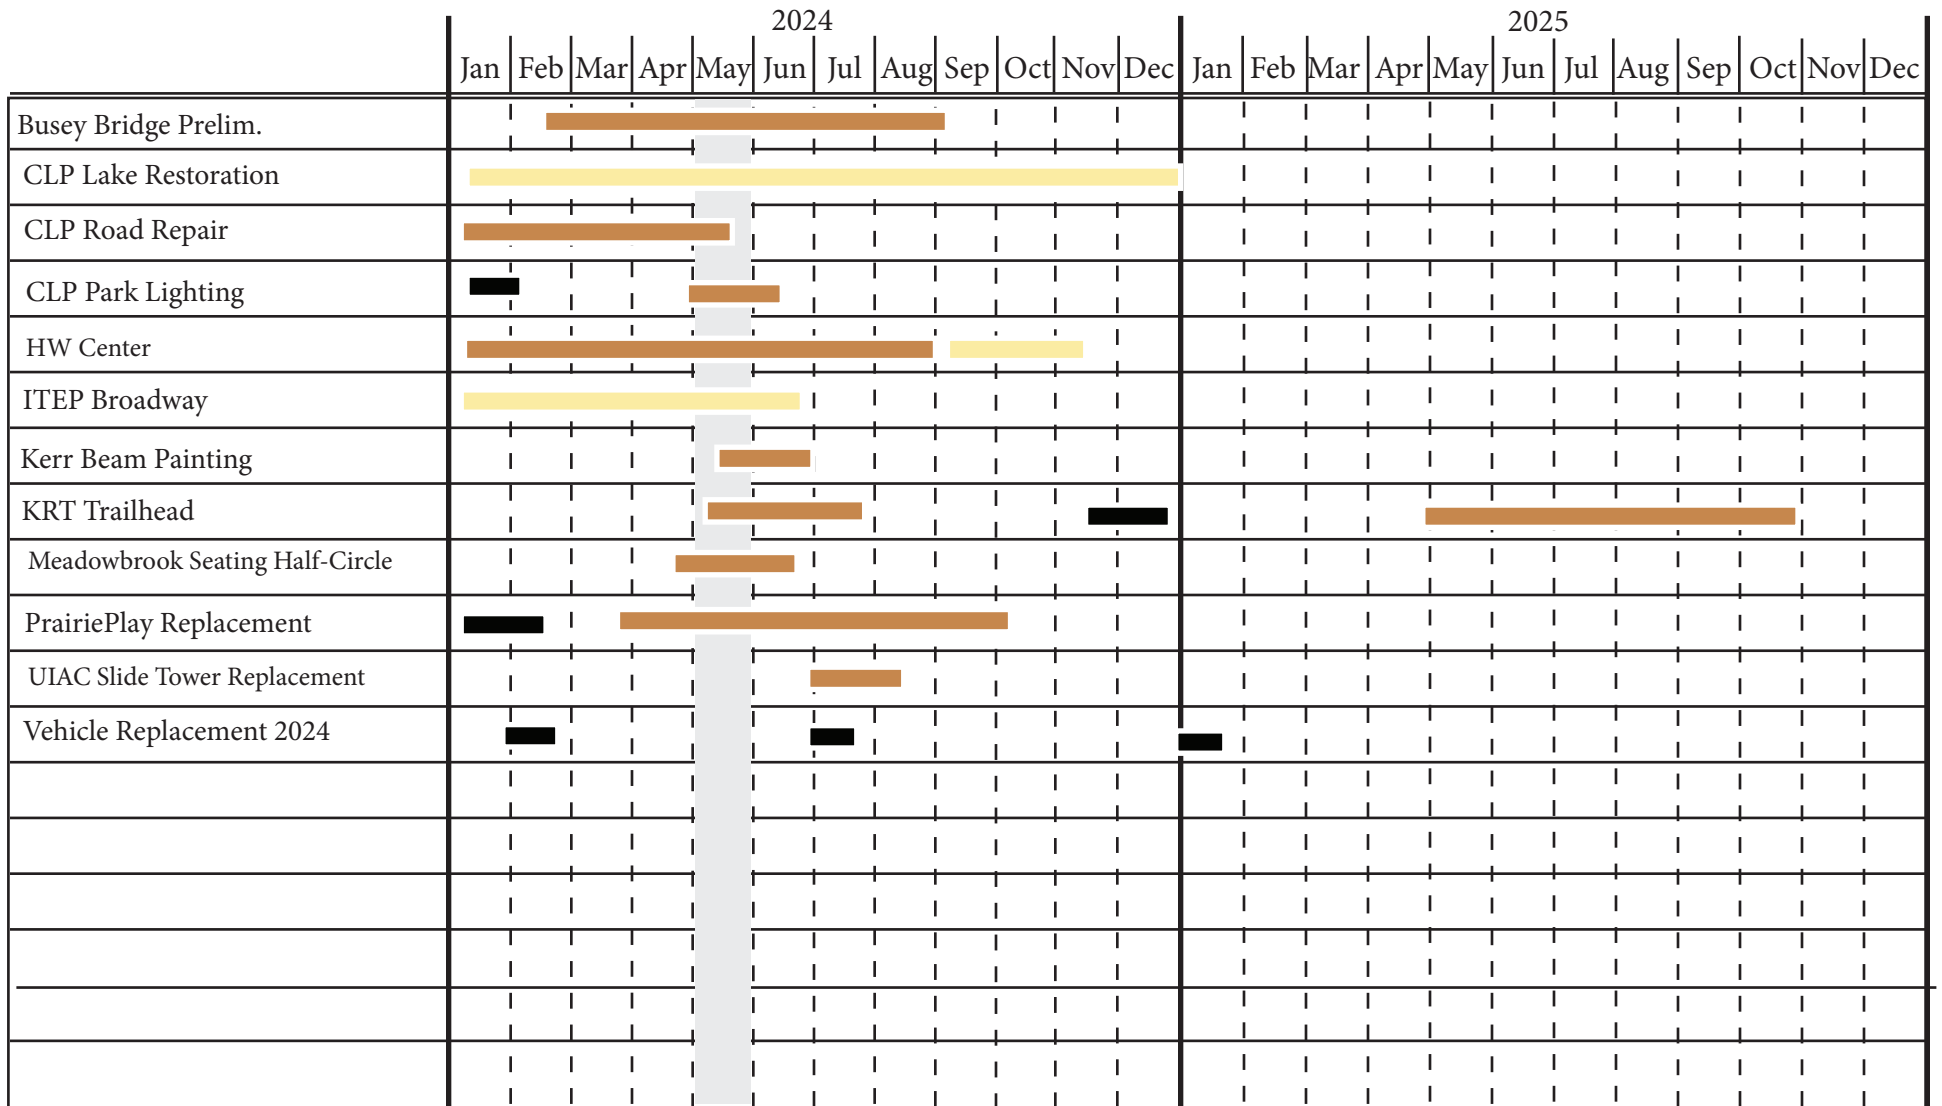 2024 2025
Jan Feb Mar Apr May Jun Jul Aug Sep Oct Nov Dec Jan Feb Mar Apr May Jun Jul Aug Sep Oct Nov Dec
Busey Bridge Prelim.
CLP Lake Restoration
CLP Road Repair
CLP Park Lighting
HW Center
ITEP Broadway
Kerr Beam Painting
KRT Trailhead
Meadowbrook Seating Half-Circle
PrairiePlay Replacement
UIAC Slide Tower Replacement
Vehicle Replacement 2024